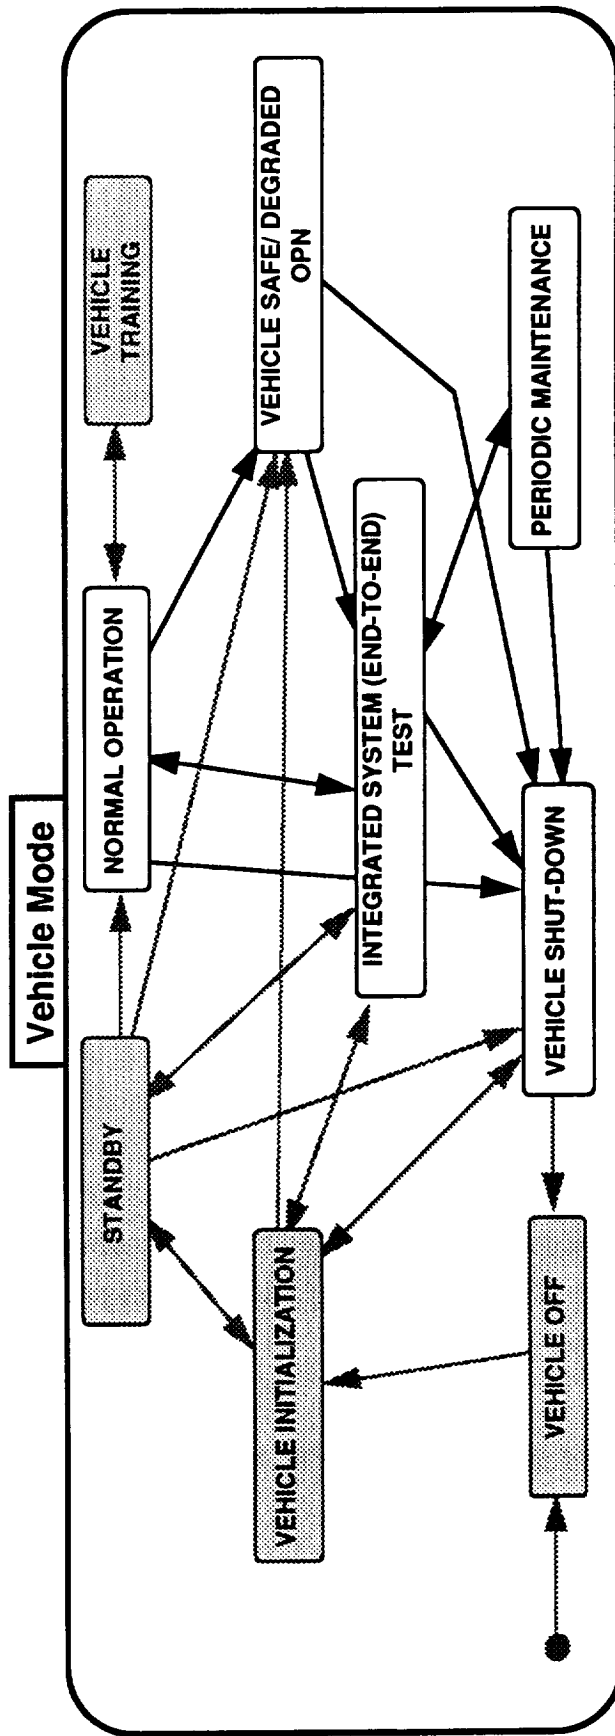 Vehicle Mode
STANDBY
NORMAL OPERATION
VEHICLE
TRAINING
VEHICLE INITIALIZATION
VEHICLE SAFE/ DEGRADED
OPN
INTEGRATED SYSTEM (END-TO-END)
TEST
VEHICLE OFF
VEHICLE SHUT-DOWN
PERIODIC MAINTENANCE